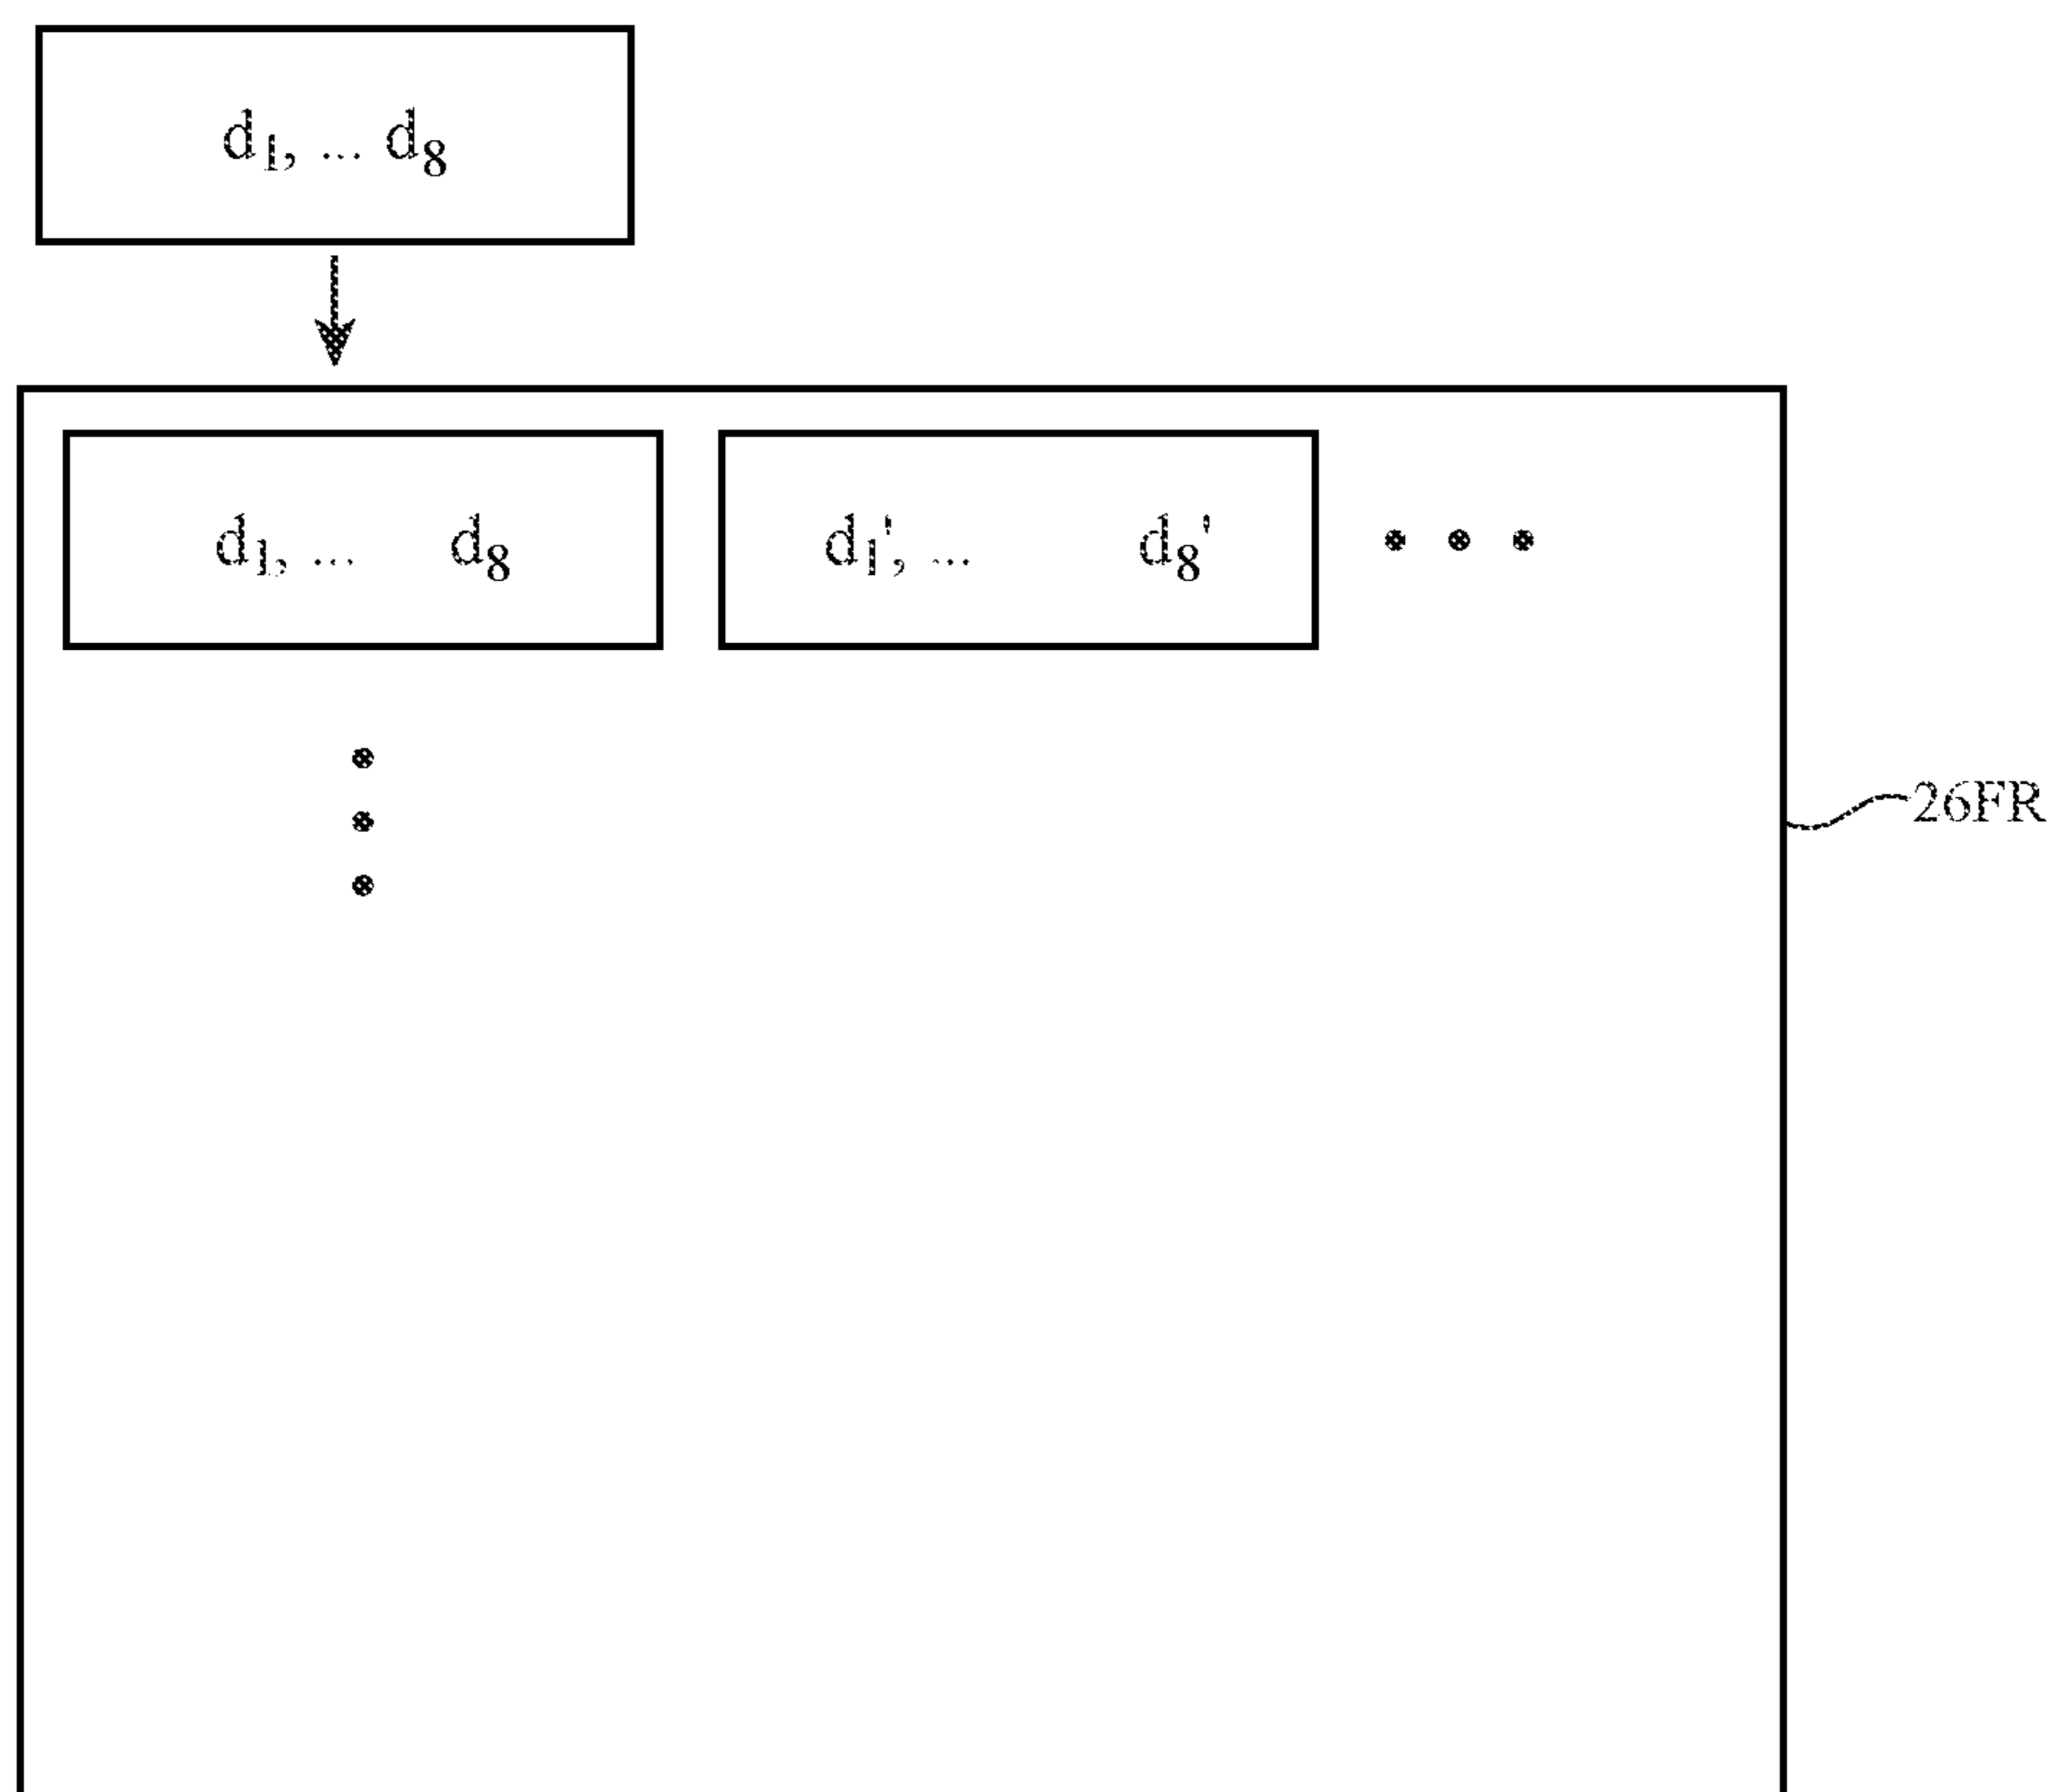 d₁, ... d₈
d₁, ... d₈ d₁', ... d₈' • • •
26FR